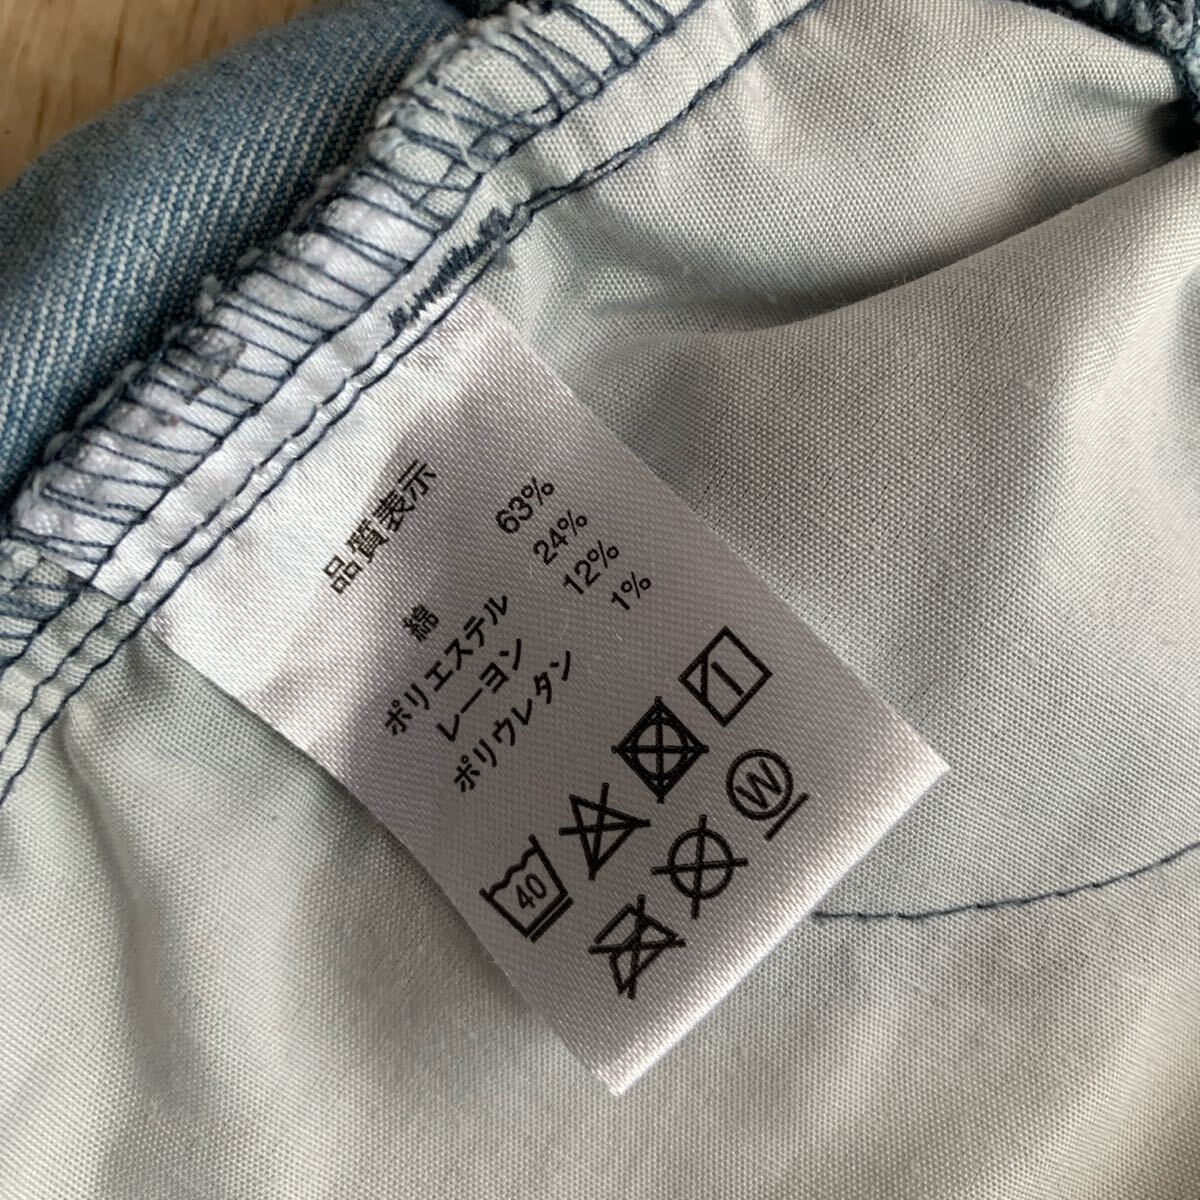 品質表示
綿 63%
ポリエステル 24%
レーヨン 12%
ポリウレタン 1%
40
W